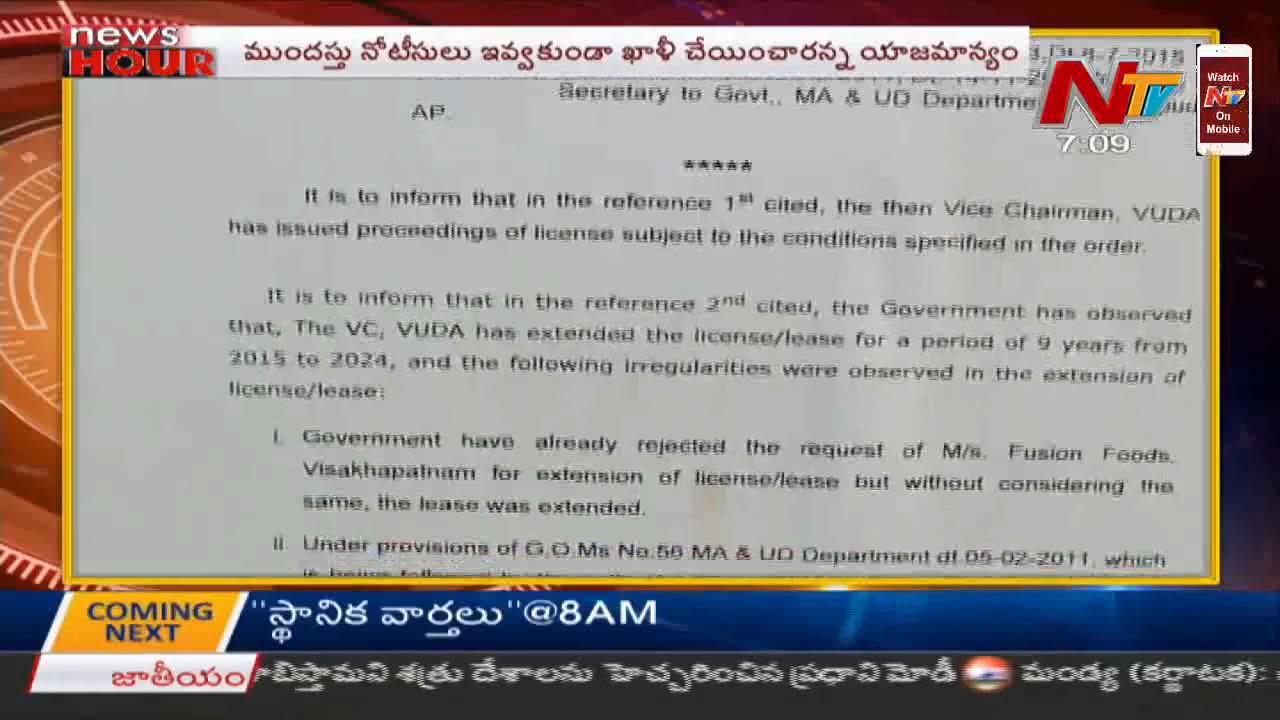 news
HOUR
ముందస్తు నోటీసులు ఇవ్వకుండా ఖాళీ చేయించారన్న యాజమాన్యం
NTV
7:09
Watch
NTV
On
Mobile
Secretary to Govt., MA & UD
AP.
*****
It is to inform that in the reference 1st cited, the then Vice Chairman, VUDA
has issued proceedings of license subject to the conditions specified in the order.
It is to inform that in the reference 2nd cited, the Government has observed
that, The VC, VUDA has extended the license/lease for a period of 9 years from
2015 to 2024, and the following irregularities were observed in the extension of
license/lease:
i. Government have already rejected the request of M/s. Fusion Foods,
Visakhapatnam for extension of license/lease but without considering the
same, the lease was extended.
ii. Under provisions of G.O.Ms No.56 MA & UD Department dt 05-02-2011, which
COMING
NEXT
"స్థానిక వార్తలు"@8AM
జాతీయం
శత్రు దేశాలను హెచ్చరించిన ప్రధాని మోదీ మండ్య (కర్ణాటక):